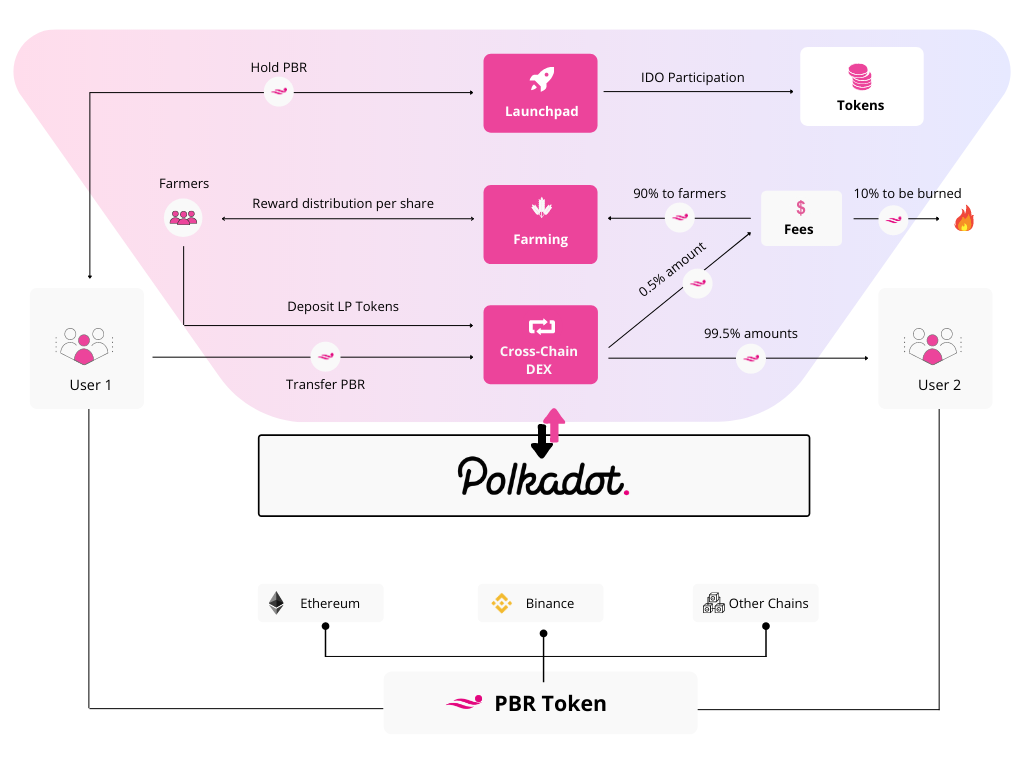 Hold PBR
Launchpad
IDO Participation
Tokens
Farmers
Reward distribution per share
Farming
90% to farmers
$
Fees
10% to be burned
0.5% amount
Deposit LP Tokens
Cross-Chain
DEX
99.5% amounts
Transfer PBR
User 1
User 2
Polkadot.
Ethereum
Binance
Other Chains
PBR Token